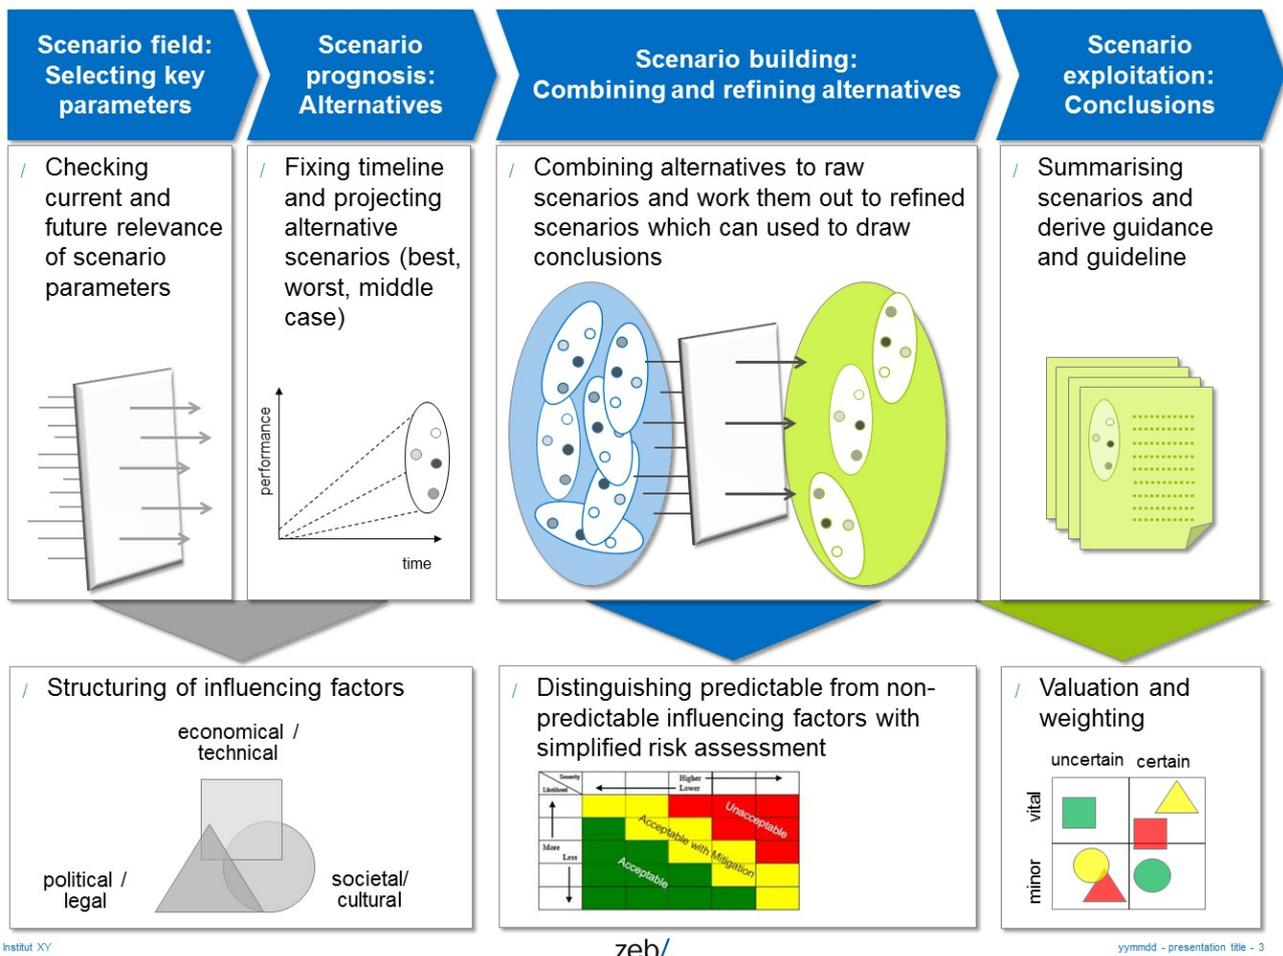 Scenario field:
Selecting key
parameters
Scenario
prognosis:
Alternatives
Scenario building:
Combining and refining alternatives
Scenario
exploitation:
Conclusions
/ Checking
current and
future relevance
of scenario
parameters
/ Fixing timeline
and projecting
alternative
scenarios (best,
worst, middle
case)
performance
time
/ Combining alternatives to raw
scenarios and work them out to refined
scenarios which can used to draw
conclusions
/ Summarising
scenarios and
derive guidance
and guideline
/ Structuring of influencing factors
economical /
technical
political /
legal
societal/
cultural
/ Distinguishing predictable from non-
predictable influencing factors with
simplified risk assessment
Severity
Likelihood
Higher
Lower
More
Less
Unacceptable
Acceptable with Mitigation
Acceptable
/ Valuation and
weighting
uncertain certain
vital
minor
Institut XY
zeb/
yymmdd - presentation title - 3